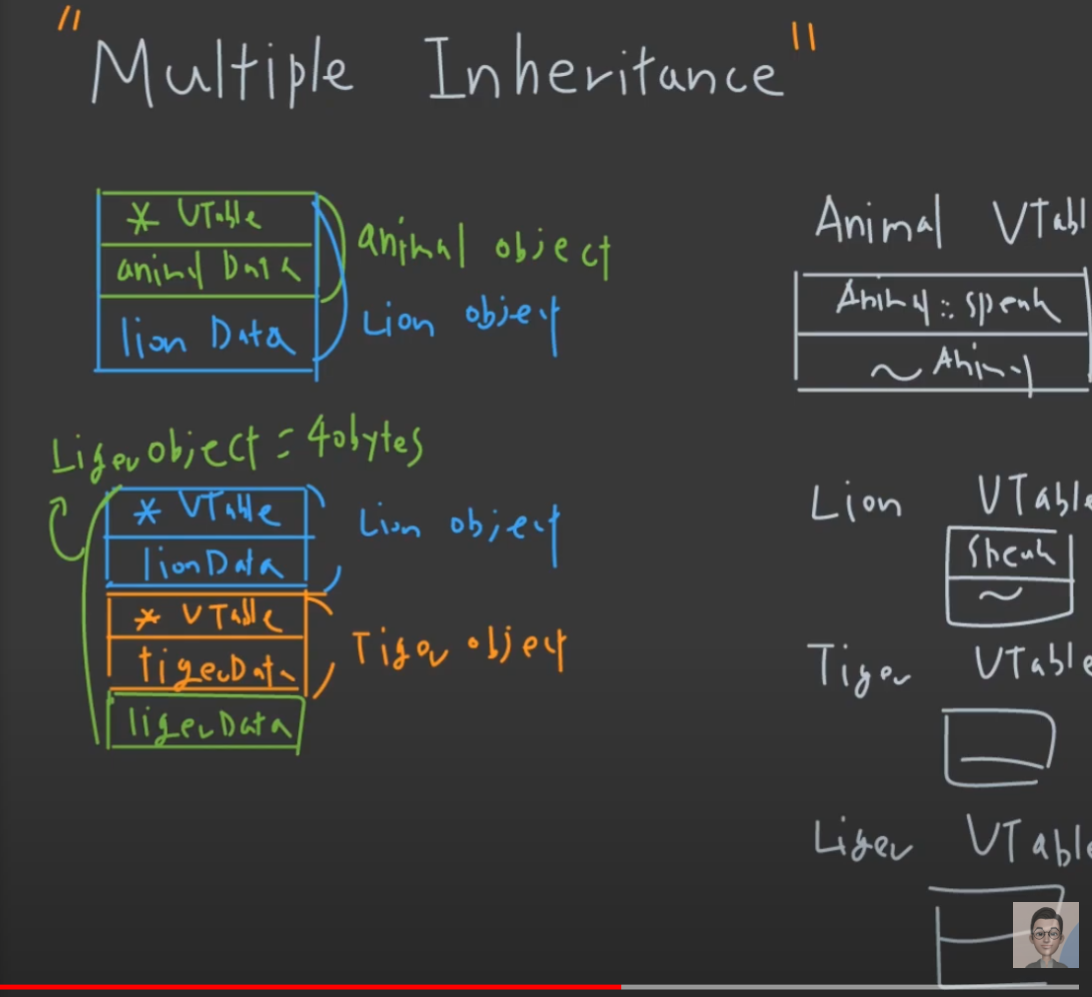 "Multiple Inheritance"
* VTable
animal Data
lion Data
animal object
Lion object
Liger object = 40bytes
* VTable
lionData
Lion object
* VTable
tigerData
Tiger object
ligerData
Animal VTabl
Animal :: speak
~ Animal
Lion VTable
Speak
~
Tiger VTable
Liger VTable